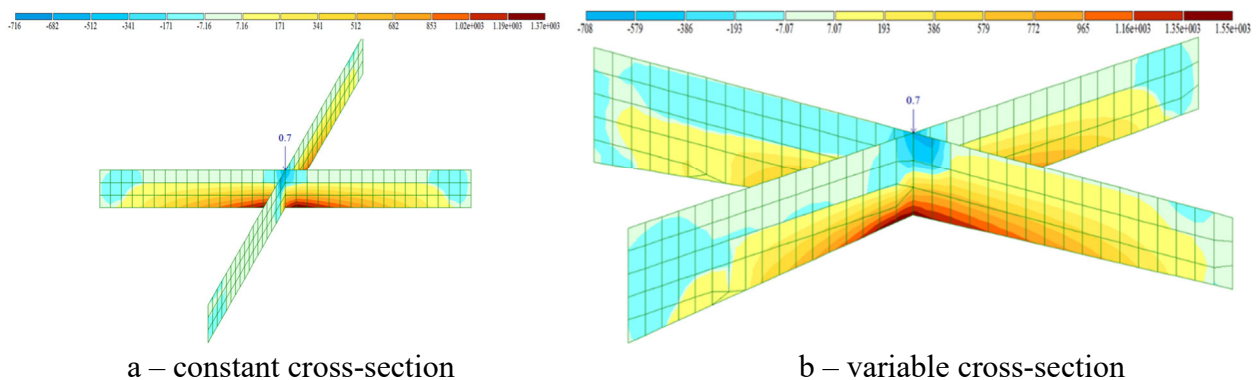 -716 -682 -512 -341 -171 -7.16 7.16 171 341 512 682 853 1.02e+003 1.19e+003 1.37e+003
-708 -579 -386 -193 -7.07 7.07 193 386 579 772 965 1.16e+003 1.35e+003 1.55e+003
0.7
0.7
a – constant cross-section
b – variable cross-section